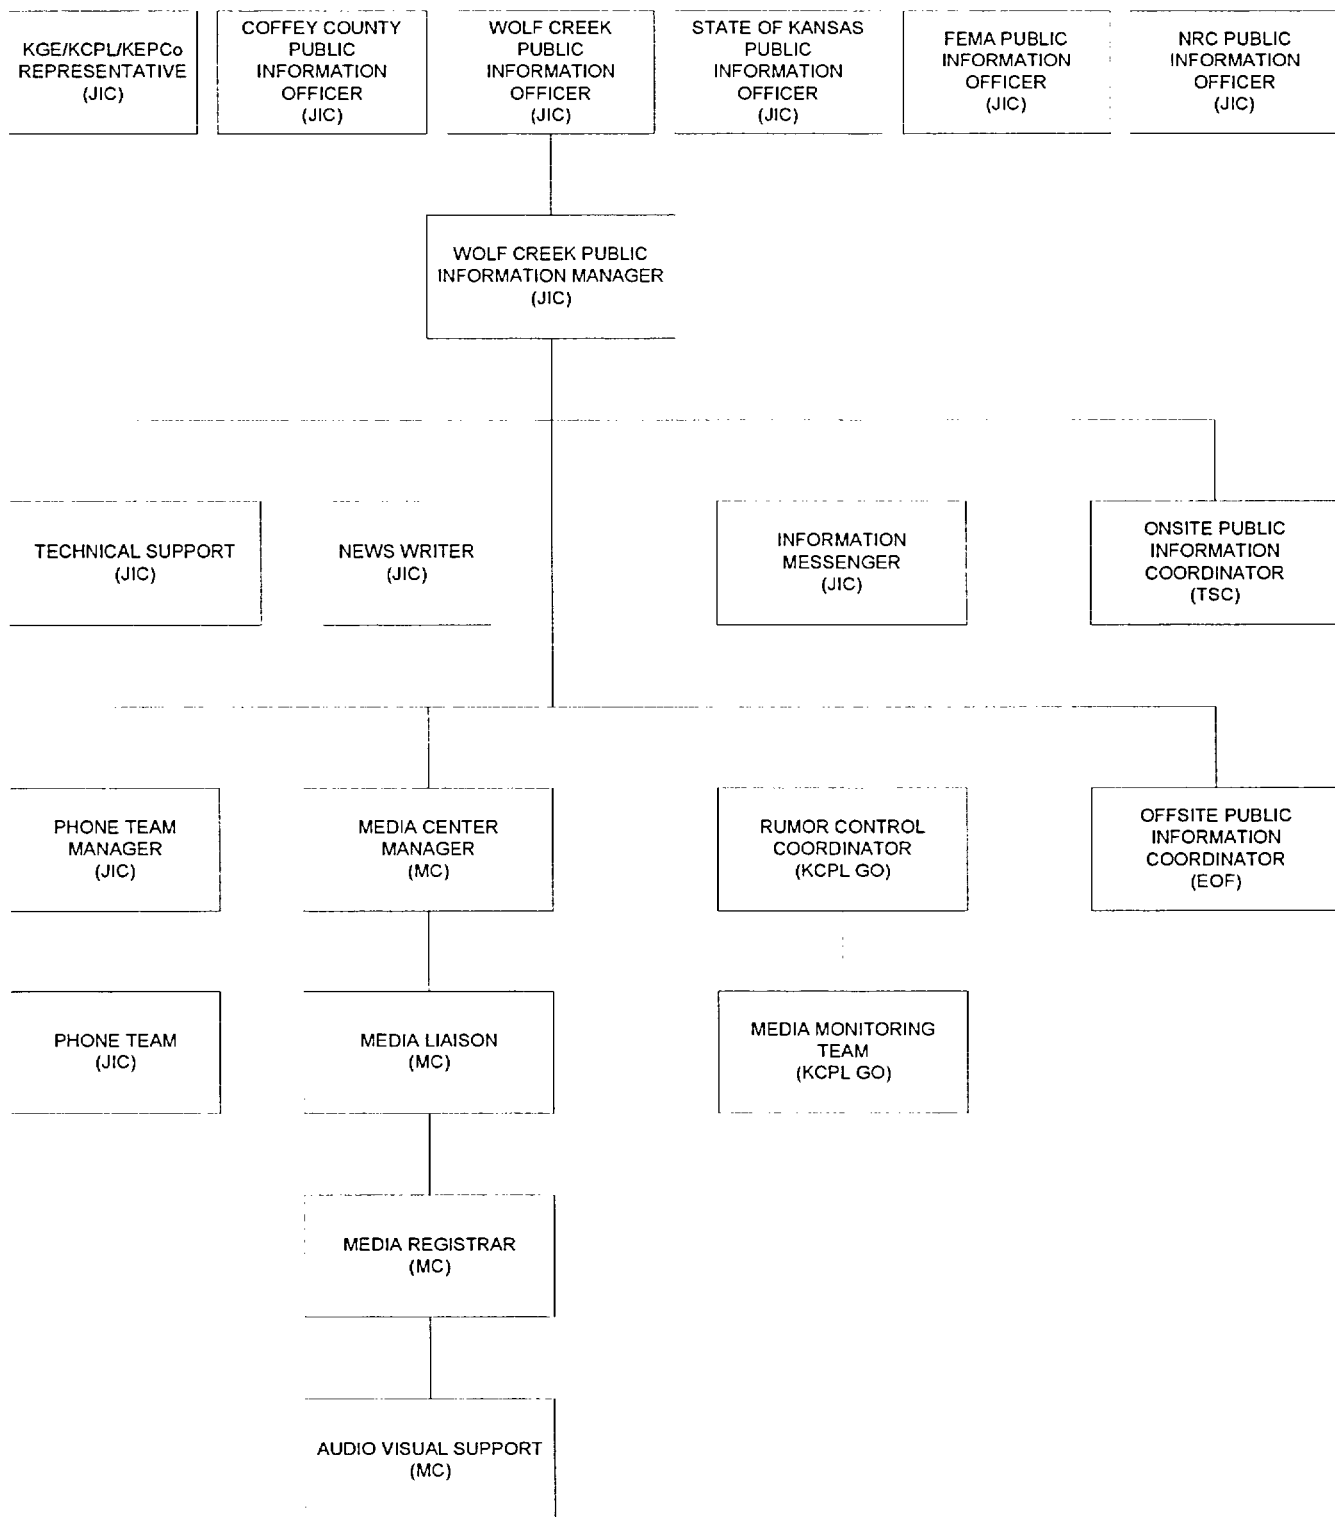 KGE/KCPL/KEPCo
REPRESENTATIVE
(JIC)
COFFEY COUNTY
PUBLIC
INFORMATION
OFFICER
(JIC)
WOLF CREEK
PUBLIC
INFORMATION
OFFICER
(JIC)
STATE OF KANSAS
PUBLIC
INFORMATION
OFFICER
(JIC)
FEMA PUBLIC
INFORMATION
OFFICER
(JIC)
NRC PUBLIC
INFORMATION
OFFICER
(JIC)
WOLF CREEK PUBLIC
INFORMATION MANAGER
(JIC)
TECHNICAL SUPPORT
(JIC)
NEWS WRITER
(JIC)
INFORMATION
MESSENGER
(JIC)
ONSITE PUBLIC
INFORMATION
COORDINATOR
(TSC)
PHONE TEAM
MANAGER
(JIC)
MEDIA CENTER
MANAGER
(MC)
RUMOR CONTROL
COORDINATOR
(KCPL GO)
OFFSITE PUBLIC
INFORMATION
COORDINATOR
(EOF)
PHONE TEAM
(JIC)
MEDIA LIAISON
(MC)
MEDIA MONITORING
TEAM
(KCPL GO)
MEDIA REGISTRAR
(MC)
AUDIO VISUAL SUPPORT
(MC)